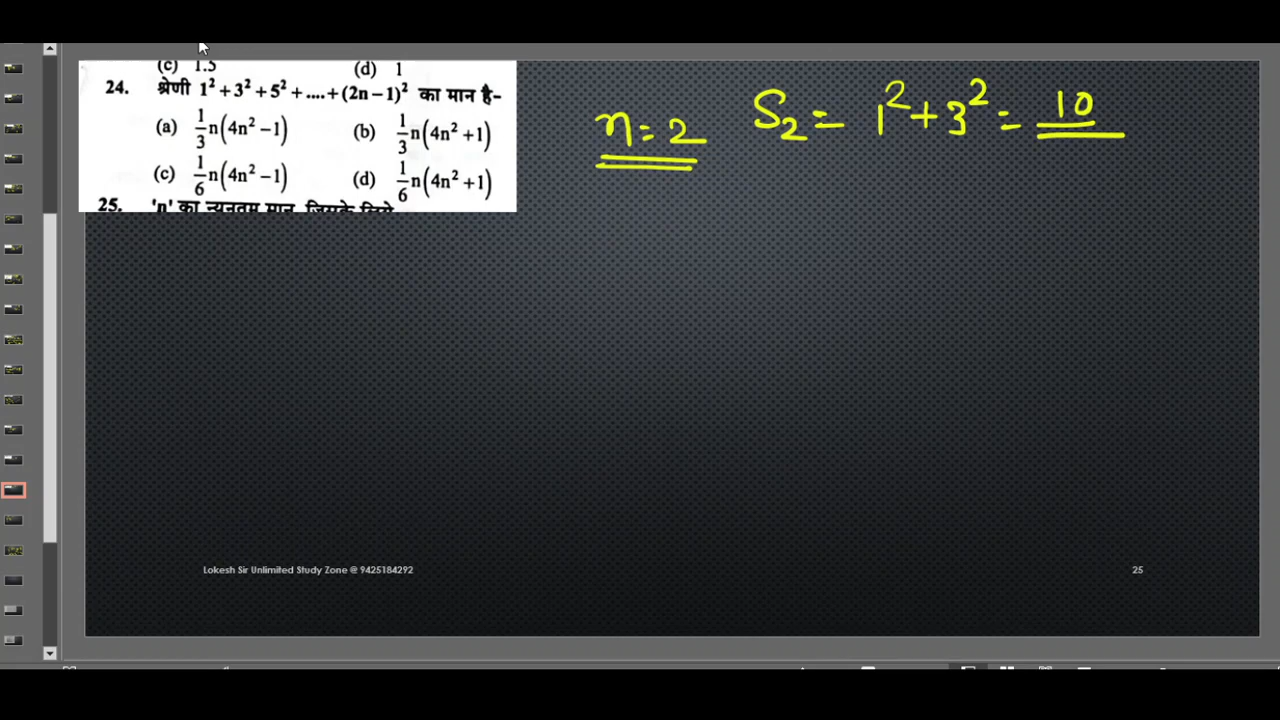 (c) 1.5 (d) 1
24. श्रेणी 1² + 3² + 5² + .... + (2n − 1)² का मान है-
(a) 1/3 n(4n² − 1) (b) 1/3 n(4n² + 1)
(c) 1/6 n(4n² − 1) (d) 1/6 n(4n² + 1)
25. 'n' का न्यूनतम मान, जिसके लिये
n = 2 S₂ = 1² + 3² = 10
Lokesh Sir Unlimited Study Zone @ 9425184292
25